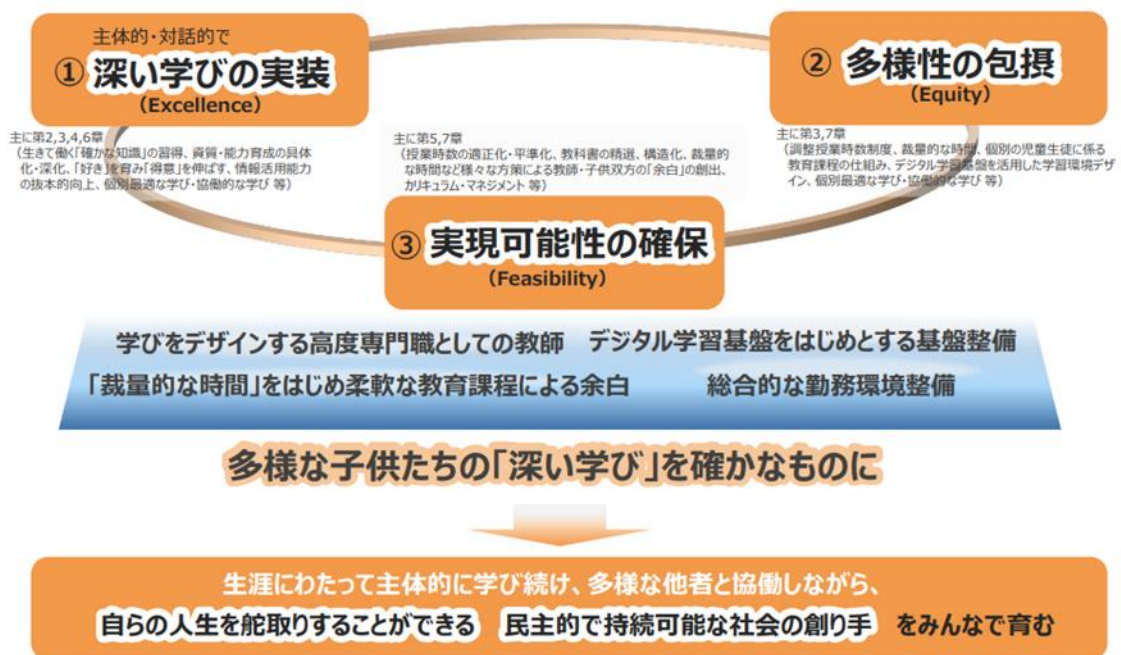 主体的・対話的で
① 深い学びの実装
(Excellence)
② 多様性の包摂
(Equity)
主に第2,3,4,6章
(生きて働く「確かな知識」の習得、資質・能力育成の具体
化・深化、「好き」を育み「得意」を伸ばす、情報活用能力
の抜本的向上、個別最適な学び・協働的な学び 等)
主に第5,7章
(授業時数の適正化・平準化、教科書の精選、構造化、裁量的
な時間など様々な方策による教師・子供双方の「余白」の創出、
カリキュラム・マネジメント 等)
主に第3,7章
(調整授業時数制度、裁量的な時間、個別の児童生徒に係る
教育課程の仕組み、デジタル学習基盤を活用した学習環境デザ
イン、個別最適な学び・協働的な学び 等)
③ 実現可能性の確保
(Feasibility)
学びをデザインする高度専門職としての教師 デジタル学習基盤をはじめとする基盤整備
「裁量的な時間」をはじめ柔軟な教育課程による余白 総合的な勤務環境整備
多様な子供たちの「深い学び」を確かなものに
生涯にわたって主体的に学び続け、多様な他者と協働しながら、
自らの人生を舵取りすることができる 民主的で持続可能な社会の創り手 をみんなで育む